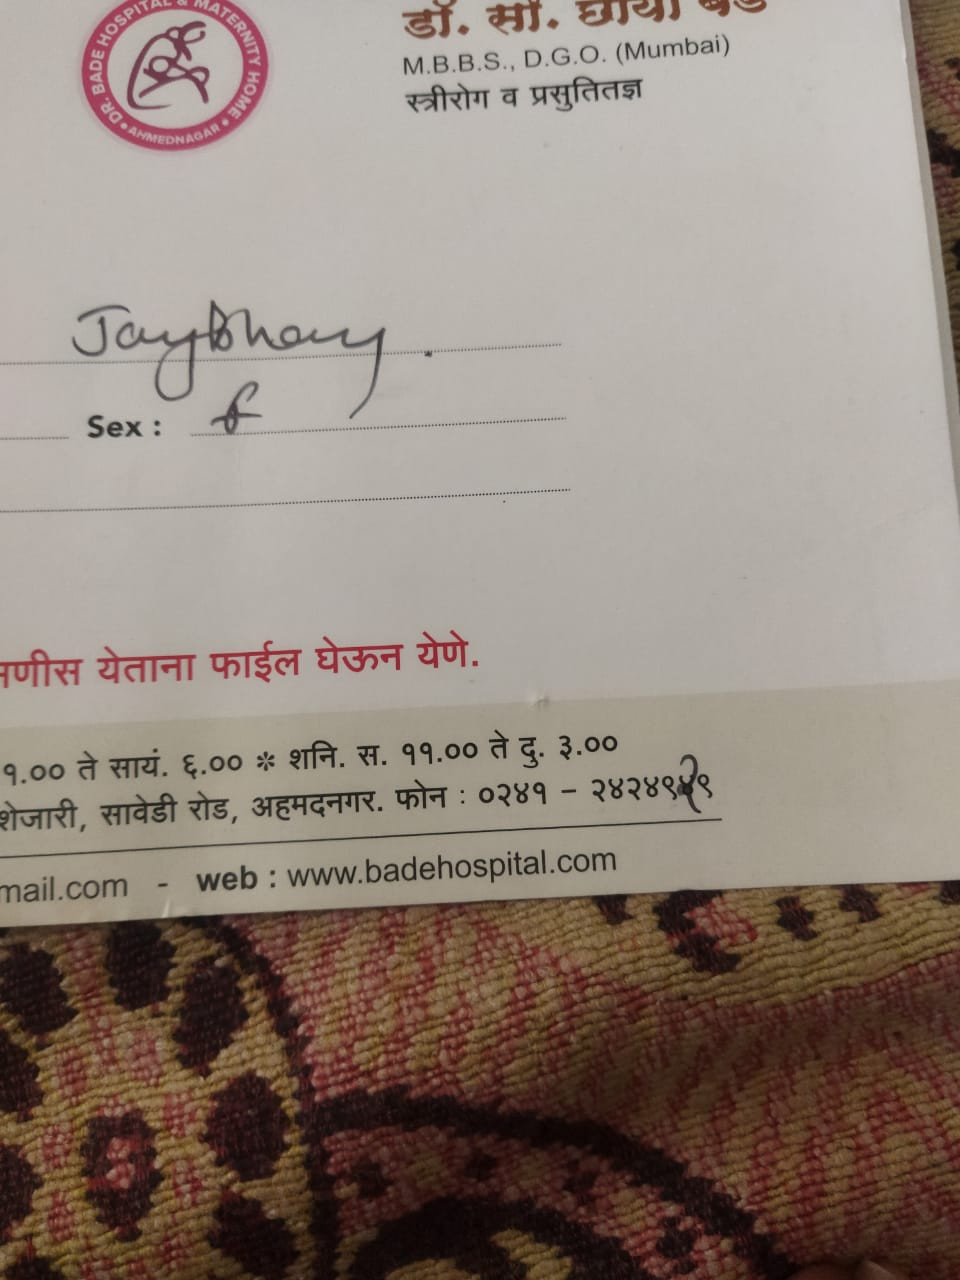 DR. BADE HOSPITAL & MATERNITY HOME
AHMEDNAGAR
डॉ. सौ. छाया बडे
M.B.B.S., D.G.O. (Mumbai)
स्त्रीरोग व प्रसुतितज्ञ
Jaybhay.
Sex : f
येताना फाईल घेऊन येणे.
१.०० ते सायं. ६.०० * शनि. स. ११.०० ते दु. ३.००
शेजारी, सावेडी रोड, अहमदनगर. फोन : ०२४१ -
mail.com - web : www.badehospital.com